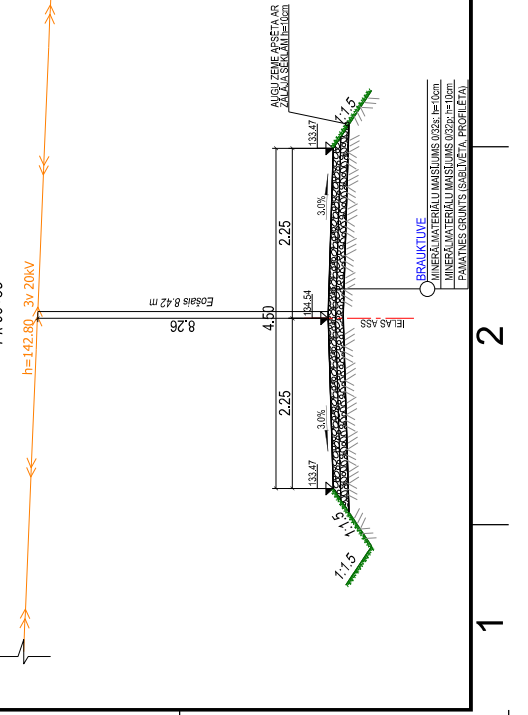 h=142.80 3v 20kV
Eošais 8.42 m
8.26
4.50
2.25
2.25
3.0%
3.0%
133.47
134.54
133.47
1:1.5
1:1.5
1:1.5
IELAS ASS
AUGU ZEME APSĒTA AR
ZĀLĀJA SĒKLĀM h=10cm
BRAUKTUVE
MINERĀLMATERIĀLU MAISĪJUMS 0/32s; h=10cm
MINERĀLMATERIĀLU MAISĪJUMS 0/32p; h=10cm
PAMATNES GRUNTS (SABLĪVĒTA, PROFILĒTA)
1
2